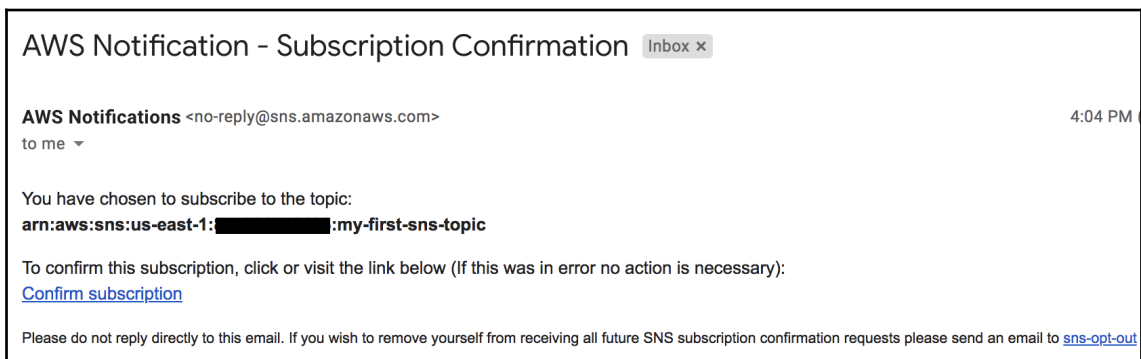 AWS Notification - Subscription Confirmation Inbox ×
AWS Notifications <no-reply@sns.amazonaws.com> 4:04 PM
to me
You have chosen to subscribe to the topic:
arn:aws:sns:us-east-1: :my-first-sns-topic
To confirm this subscription, click or visit the link below (If this was in error no action is necessary):
Confirm subscription
Please do not reply directly to this email. If you wish to remove yourself from receiving all future SNS subscription confirmation requests please send an email to sns-opt-out